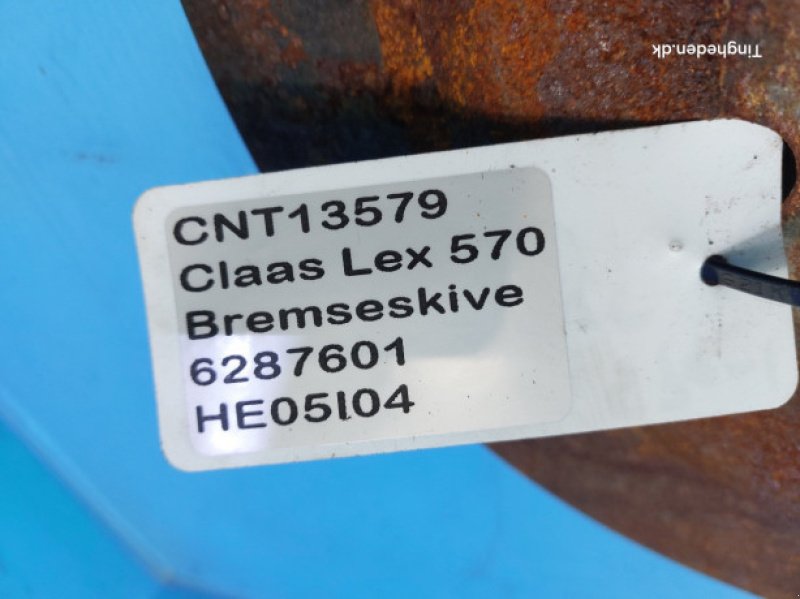 Tingheden.dk
CNT13579
Claas Lex 570
Bremseskive
6287601
HE05I04